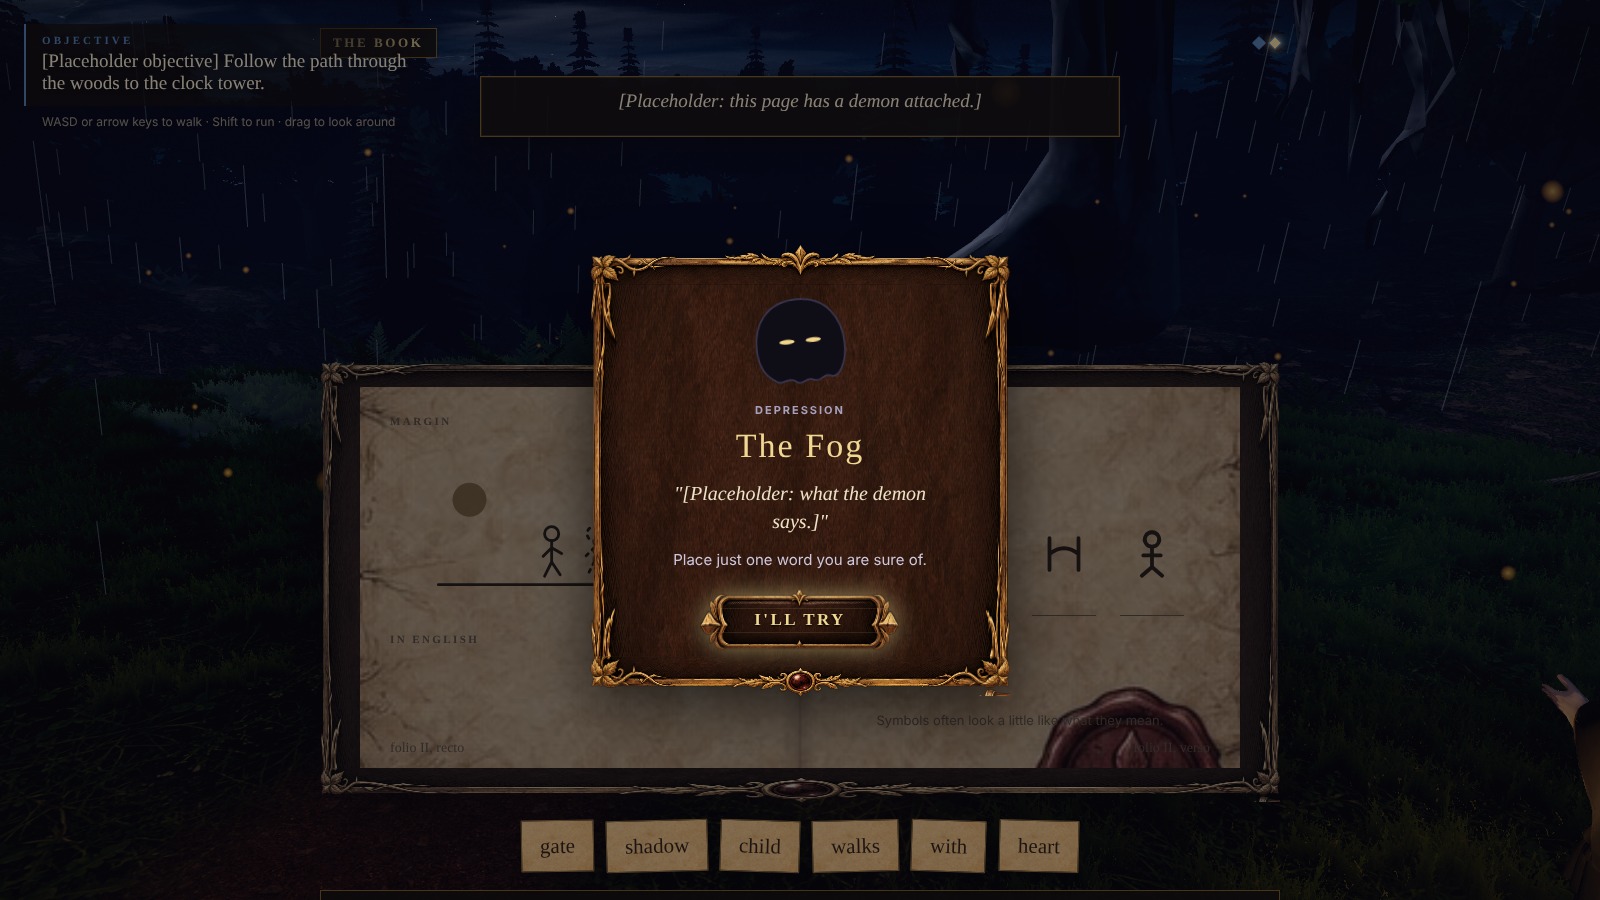 OBJECTIVE
[Placeholder objective] Follow the path through
the woods to the clock tower.
WASD or arrow keys to walk · Shift to run · drag to look around
THE BOOK
[Placeholder: this page has a demon attached.]
DEPRESSION
The Fog
"[Placeholder: what the demon
says.]"
Place just one word you are sure of.
I'LL TRY
MARGIN
IN ENGLISH
folio II, recto
Symbols often look a little like what they mean.
folio II, verso
gate
shadow
child
walks
with
heart